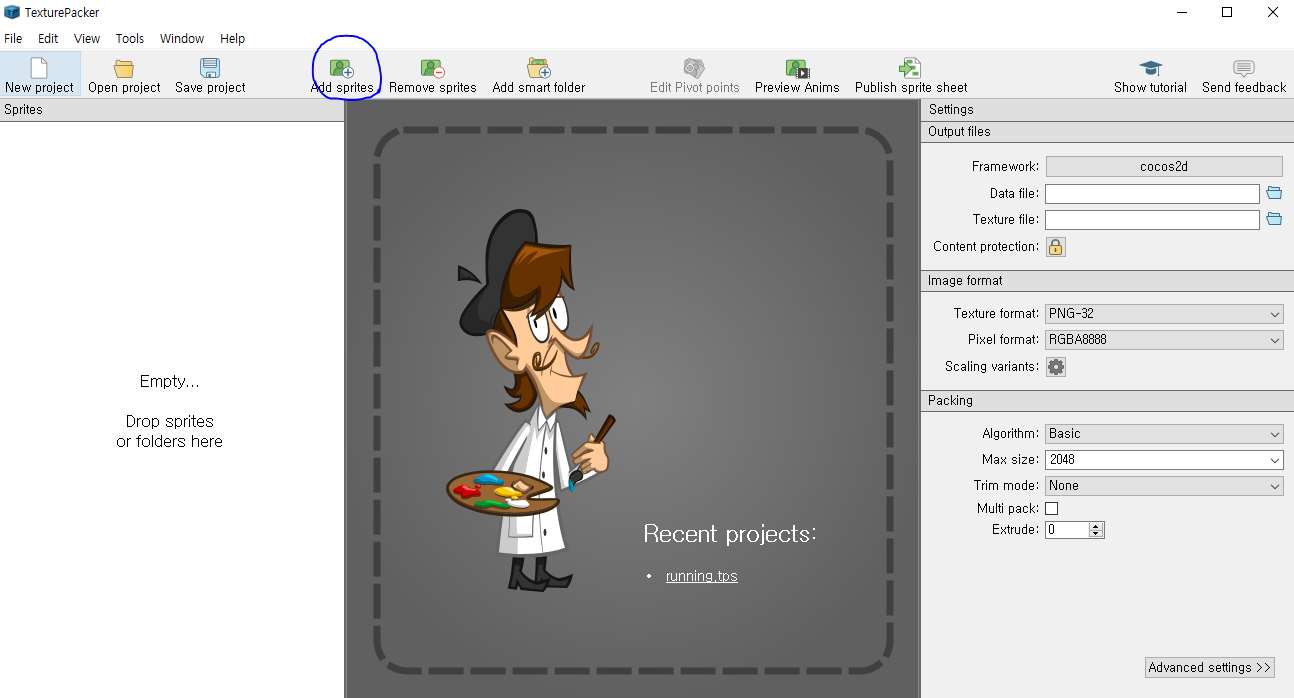 TexturePacker
File Edit View Tools Window Help
New project Open project Save project Add sprites Remove sprites Add smart folder Edit Pivot points Preview Anims Publish sprite sheet Show tutorial Send feedback
Sprites
Empty...
Drop sprites
or folders here
Recent projects:
• running.tps
Settings
Output files
Framework: cocos2d
Data file:
Texture file:
Content protection:
Image format
Texture format: PNG-32
Pixel format: RGBA8888
Scaling variants:
Packing
Algorithm: Basic
Max size: 2048
Trim mode: None
Multi pack:
Extrude: 0
Advanced settings >>